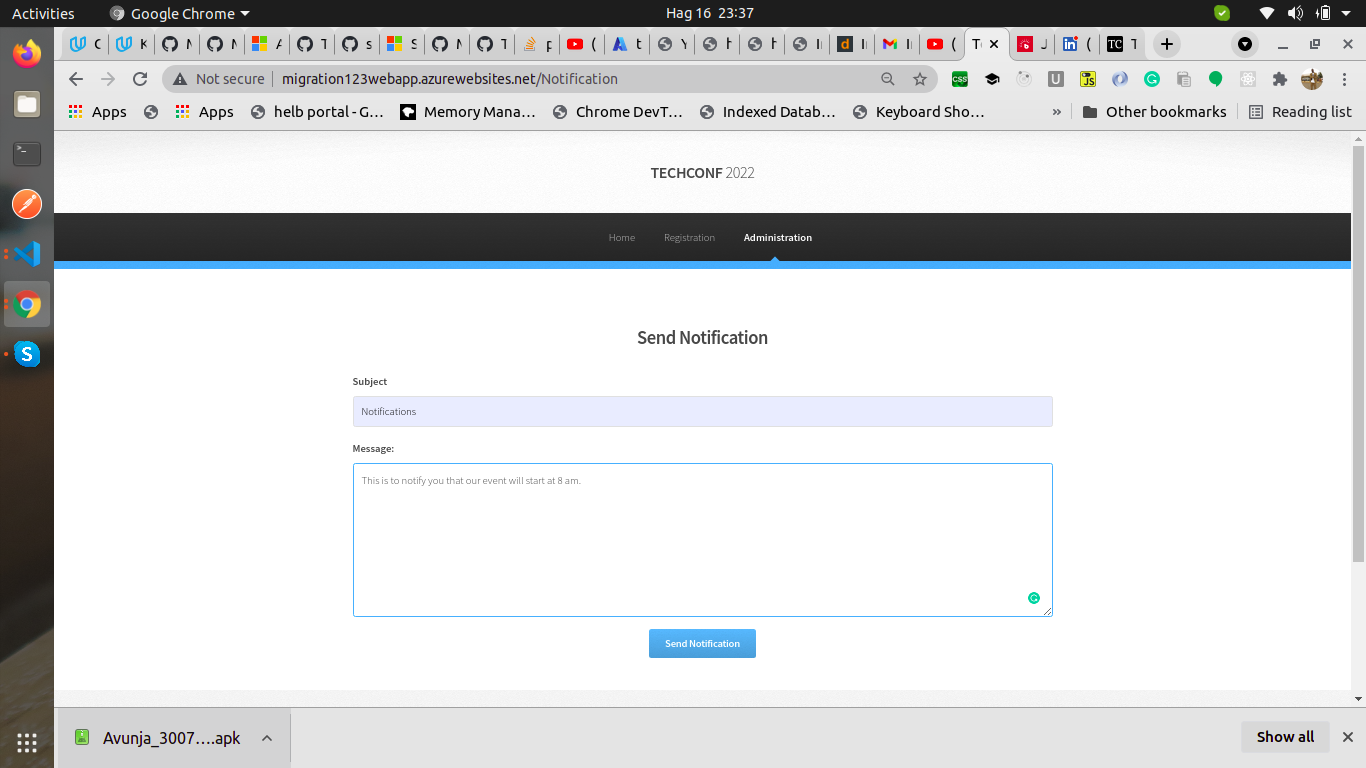 Activities
Google Chrome
Hag 16 23:37
Not secure
migration123webapp.azurewebsites.net/Notification
Apps
Apps
helb portal - G…
Memory Mana…
Chrome DevT…
Indexed Datab…
Keyboard Sho…
»
Other bookmarks
Reading list
TECHCONF 2022
Home
Registration
Administration
Send Notification
Subject
Notifications
Message:
This is to notify you that our event will start at 8 am.
Send Notification
Avunja_3007….apk
Show all